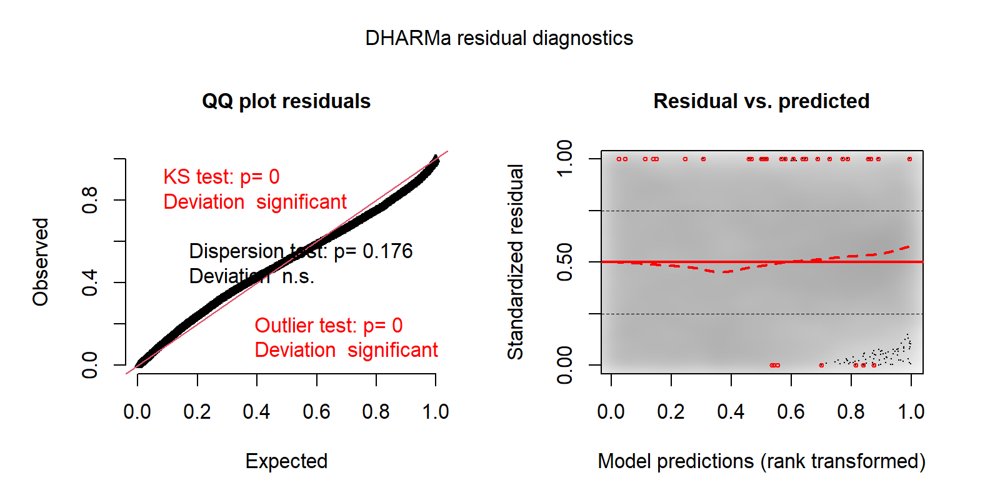 DHARMa residual diagnostics
QQ plot residuals
KS test: p= 0
Deviation  significant
Dispersion test: p= 0.176
Deviation  n.s.
Outlier test: p= 0
Deviation  significant
Observed
0.0
0.4
0.8
0.0 0.2 0.4 0.6 0.8 1.0
Expected
Residual vs. predicted
Standardized residual
0.00
0.50
1.00
0.0 0.2 0.4 0.6 0.8 1.0
Model predictions (rank transformed)